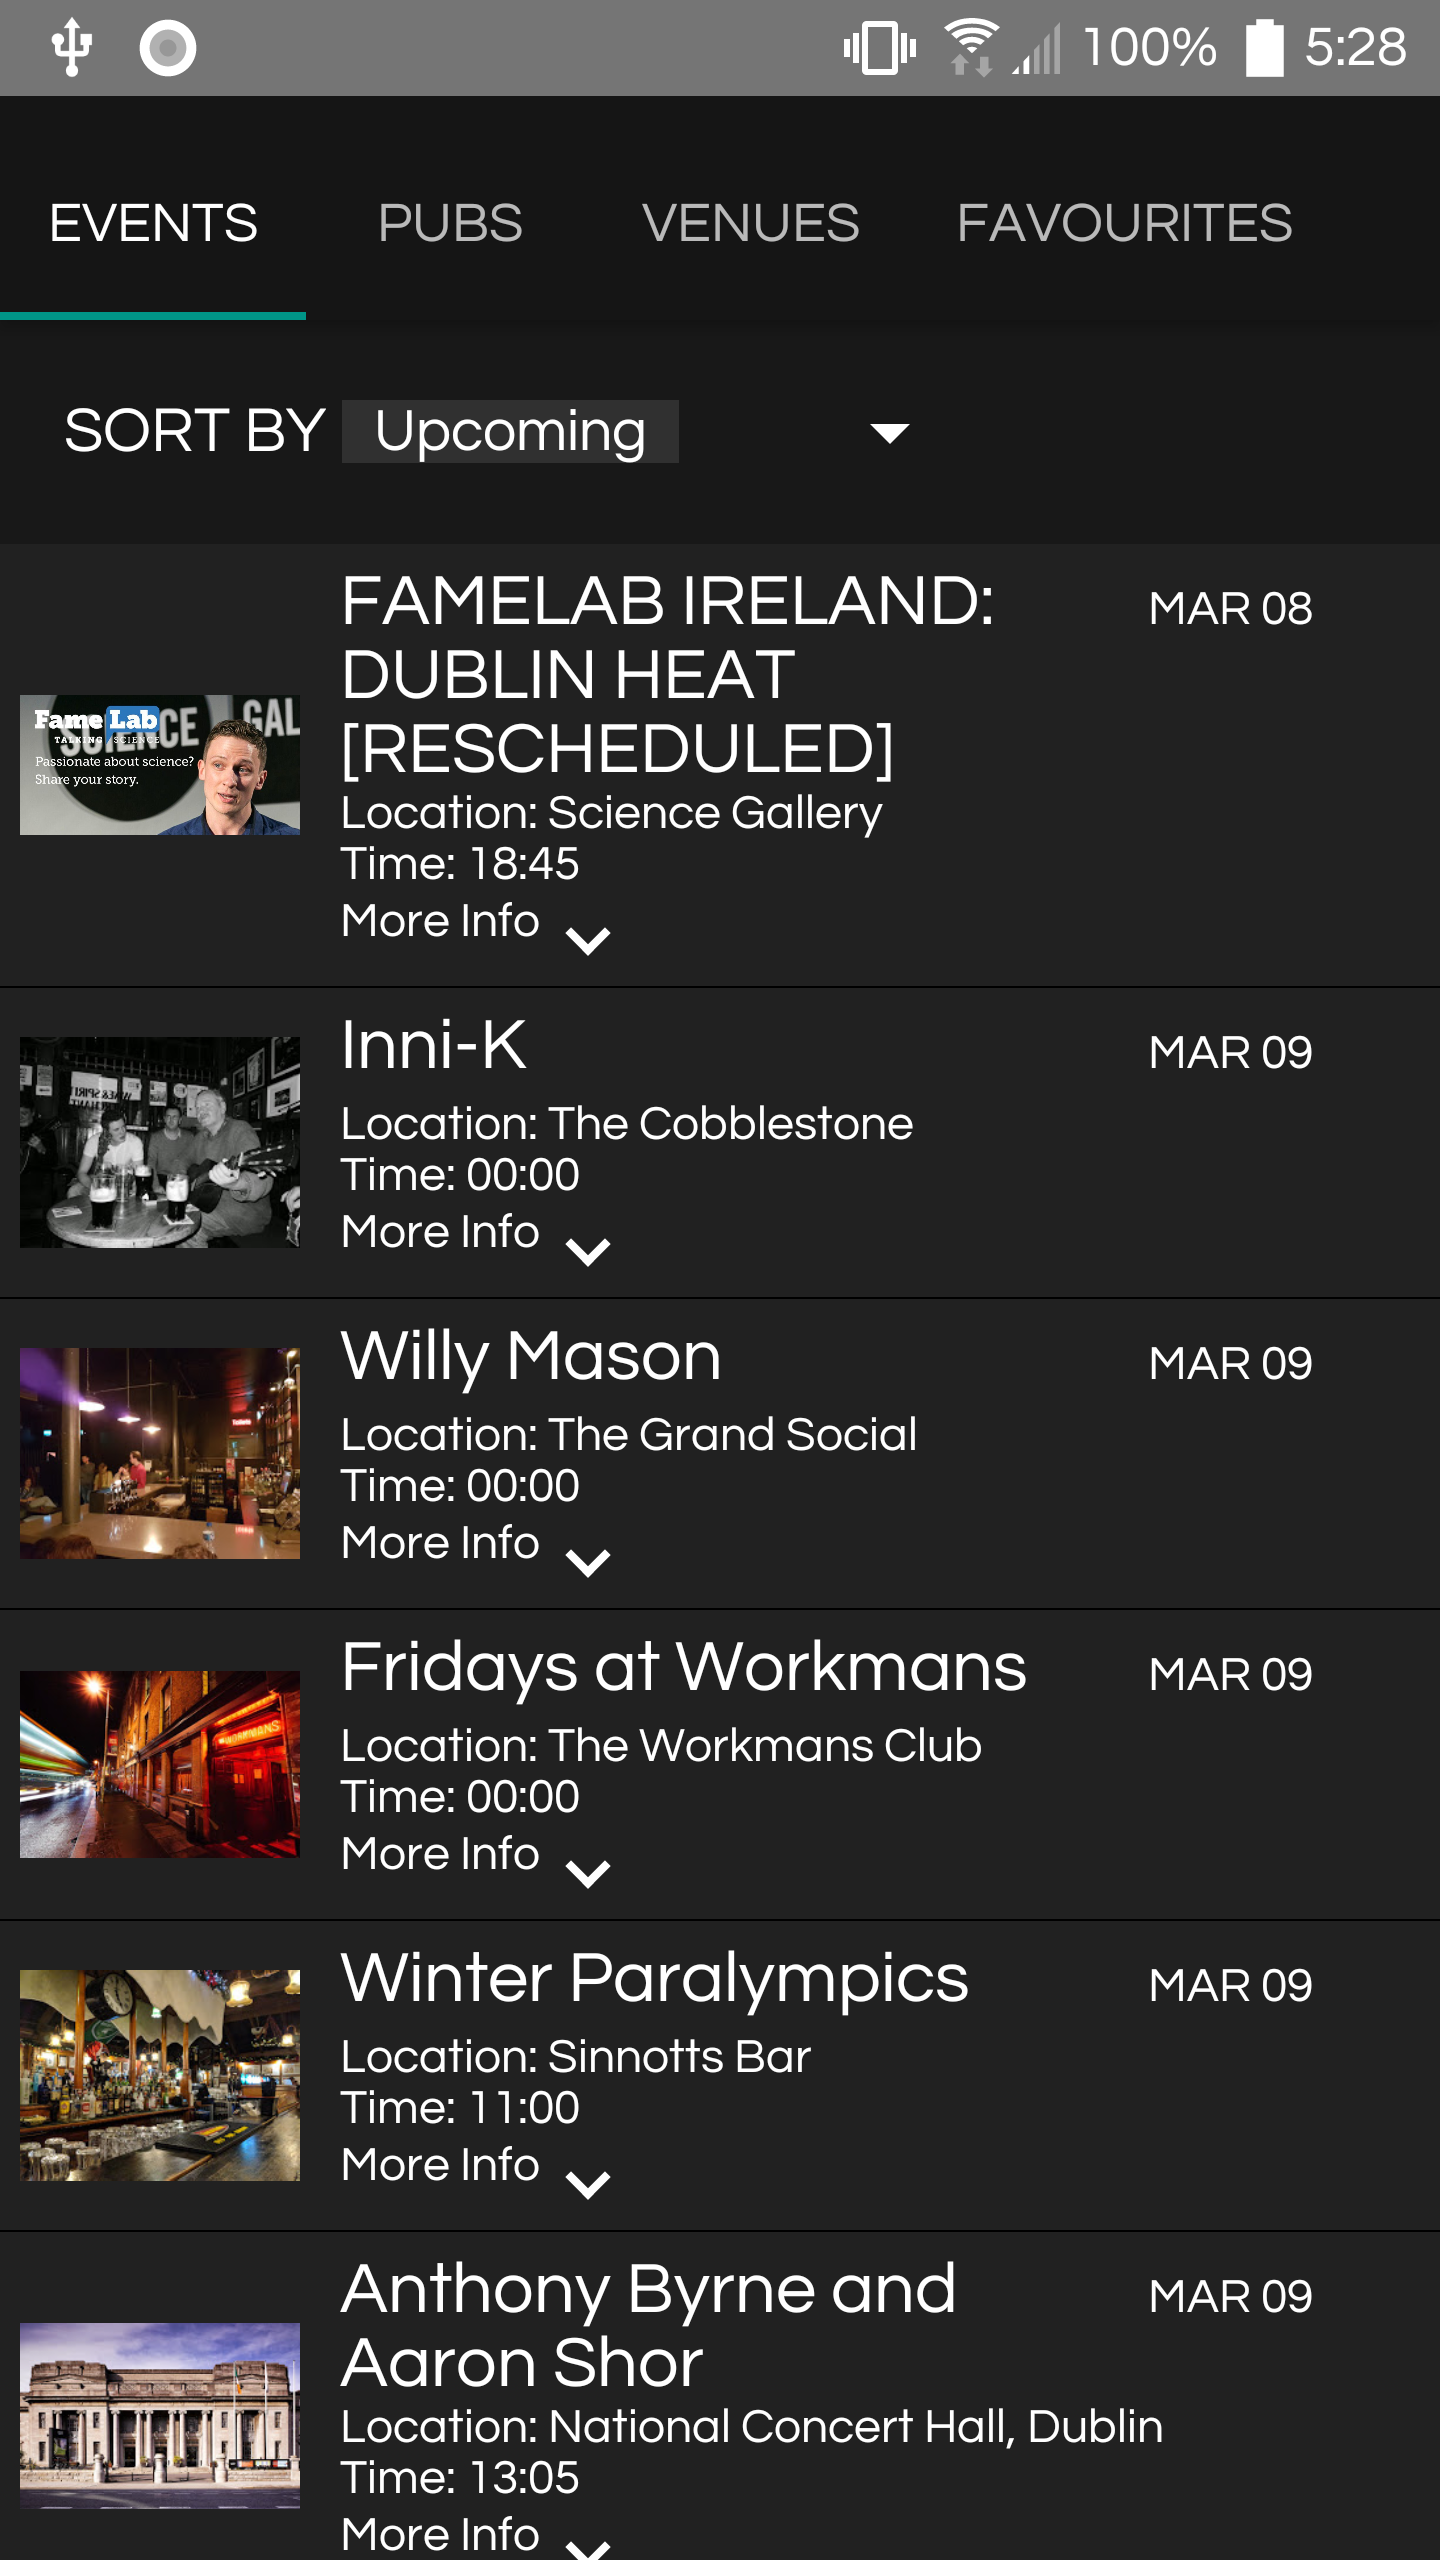 100% 5:28
EVENTS PUBS VENUES FAVOURITES
SORT BY Upcoming
FAMELAB IRELAND: MAR 08
DUBLIN HEAT
[RESCHEDULED]
Fame Lab
TALKING SCIENCE
SCIENCE GAL
Passionate about science?
Share your story.
Location: Science Gallery
Time: 18:45
More Info
Inni-K MAR 09
Location: The Cobblestone
Time: 00:00
More Info
Willy Mason MAR 09
Location: The Grand Social
Time: 00:00
More Info
Fridays at Workmans MAR 09
WORKMANS
Location: The Workmans Club
Time: 00:00
More Info
Winter Paralympics MAR 09
Location: Sinnotts Bar
Time: 11:00
More Info
Anthony Byrne and MAR 09
Aaron Shor
Location: National Concert Hall, Dublin
Time: 13:05
More Info